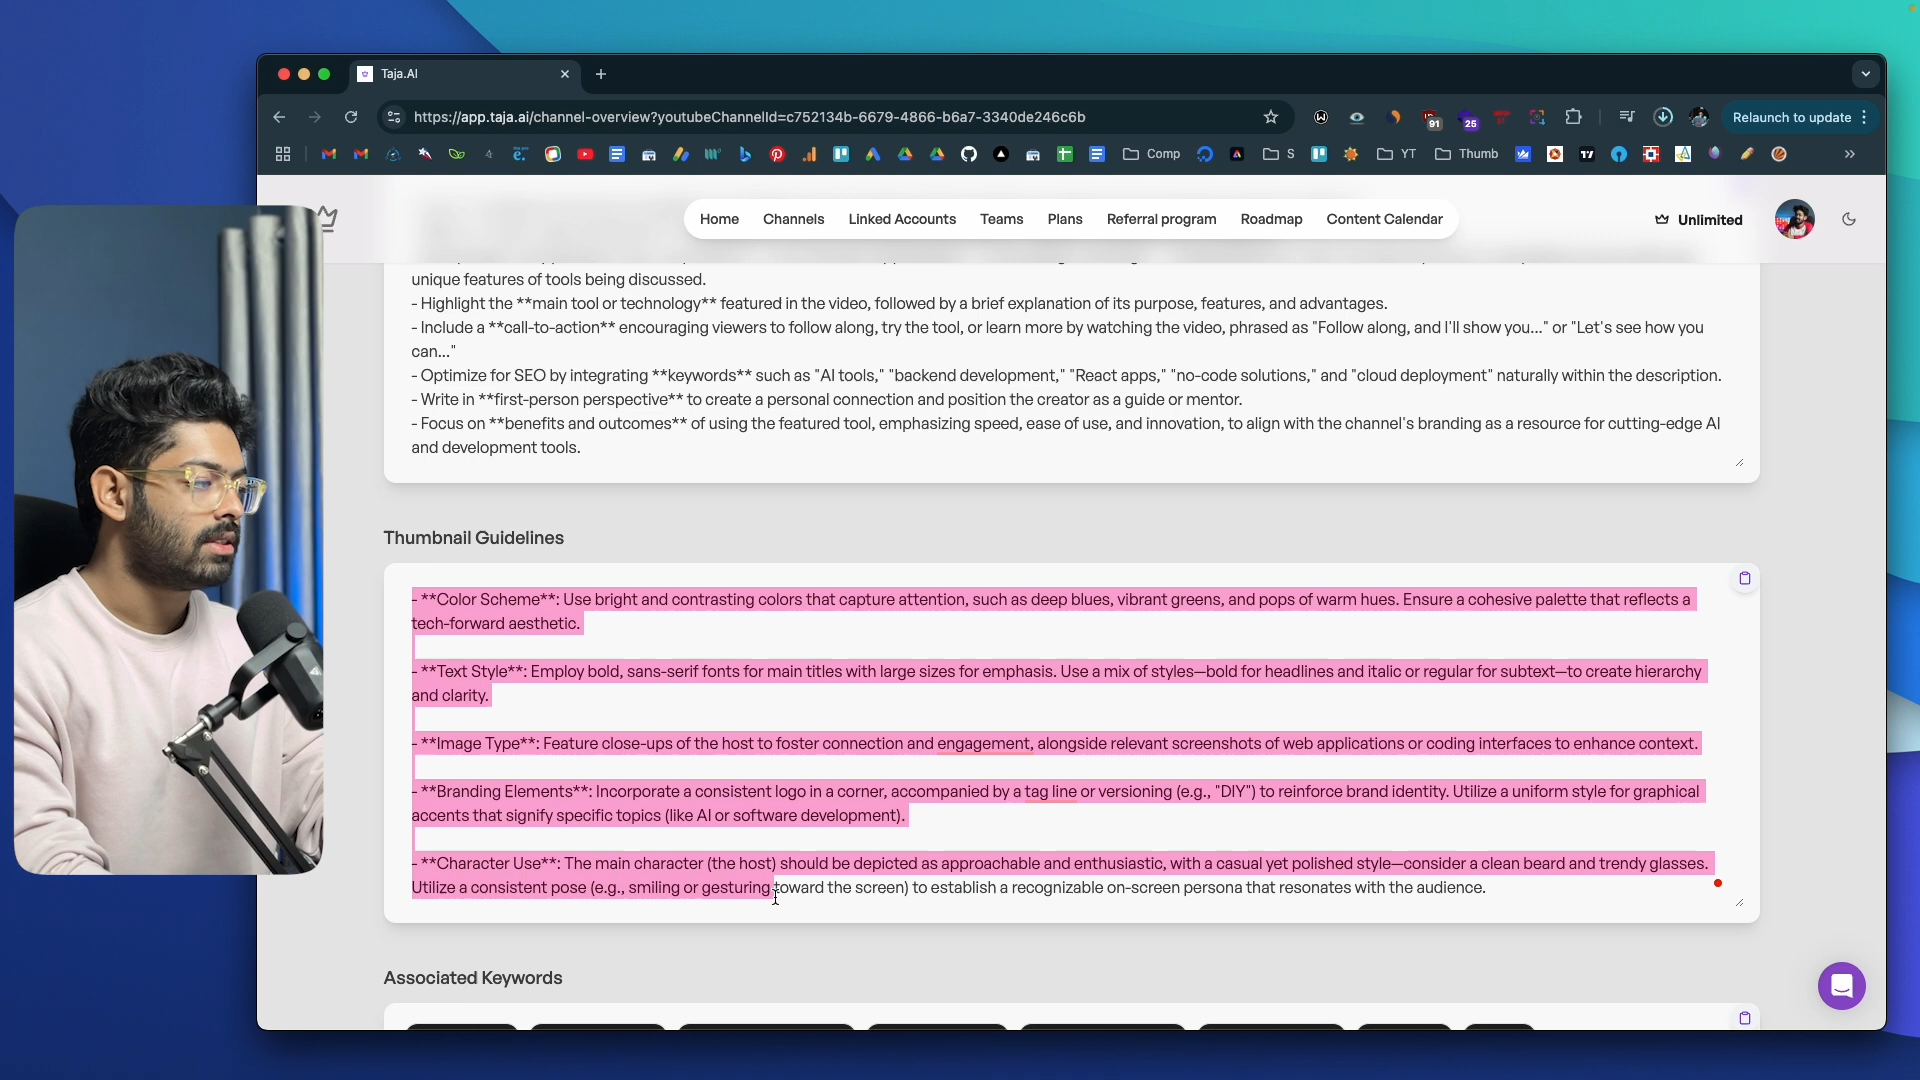 Taja.AI
https://app.taja.ai/channel-overview?youtubeChannelId=c752134b-6679-4866-b6a7-3340de246c6b
91
25
Relaunch to update
Comp
S
YT
Thumb
Home
Channels
Linked Accounts
Teams
Plans
Referral program
Roadmap
Content Calendar
Unlimited
unique features of tools being discussed.
- Highlight the **main tool or technology** featured in the video, followed by a brief explanation of its purpose, features, and advantages.
- Include a **call-to-action** encouraging viewers to follow along, try the tool, or learn more by watching the video, phrased as "Follow along, and I'll show you..." or "Let's see how you
can..."
- Optimize for SEO by integrating **keywords** such as "AI tools," "backend development," "React apps," "no-code solutions," and "cloud deployment" naturally within the description.
- Write in **first-person perspective** to create a personal connection and position the creator as a guide or mentor.
- Focus on **benefits and outcomes** of using the featured tool, emphasizing speed, ease of use, and innovation, to align with the channel's branding as a resource for cutting-edge AI
and development tools.
Thumbnail Guidelines
- **Color Scheme**: Use bright and contrasting colors that capture attention, such as deep blues, vibrant greens, and pops of warm hues. Ensure a cohesive palette that reflects a
tech-forward aesthetic.
- **Text Style**: Employ bold, sans-serif fonts for main titles with large sizes for emphasis. Use a mix of styles—bold for headlines and italic or regular for subtext—to create hierarchy
and clarity.
- **Image Type**: Feature close-ups of the host to foster connection and engagement, alongside relevant screenshots of web applications or coding interfaces to enhance context.
- **Branding Elements**: Incorporate a consistent logo in a corner, accompanied by a tag line or versioning (e.g., "DIY") to reinforce brand identity. Utilize a uniform style for graphical
accents that signify specific topics (like AI or software development).
- **Character Use**: The main character (the host) should be depicted as approachable and enthusiastic, with a casual yet polished style—consider a clean beard and trendy glasses.
Utilize a consistent pose (e.g., smiling or gesturing toward the screen) to establish a recognizable on-screen persona that resonates with the audience.
Associated Keywords